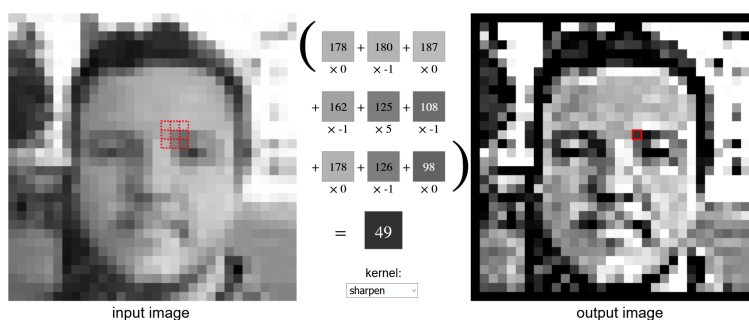 ( 178 + 180 + 187
×0 ×-1 ×0
+ 162 + 125 + 108
×-1 ×5 ×-1
+ 178 + 126 + 98 )
×0 ×-1 ×0
= 49
kernel:
sharpen
input image output image